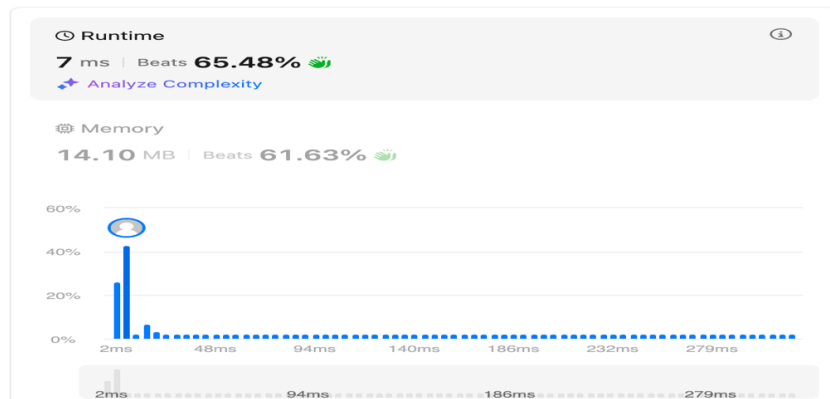 Runtime
7 ms | Beats 65.48%
Analyze Complexity
Memory
14.10 MB | Beats 61.63%
60%
40%
20%
0%
2ms 48ms 94ms 140ms 186ms 232ms 279ms
2ms 94ms 186ms 279ms